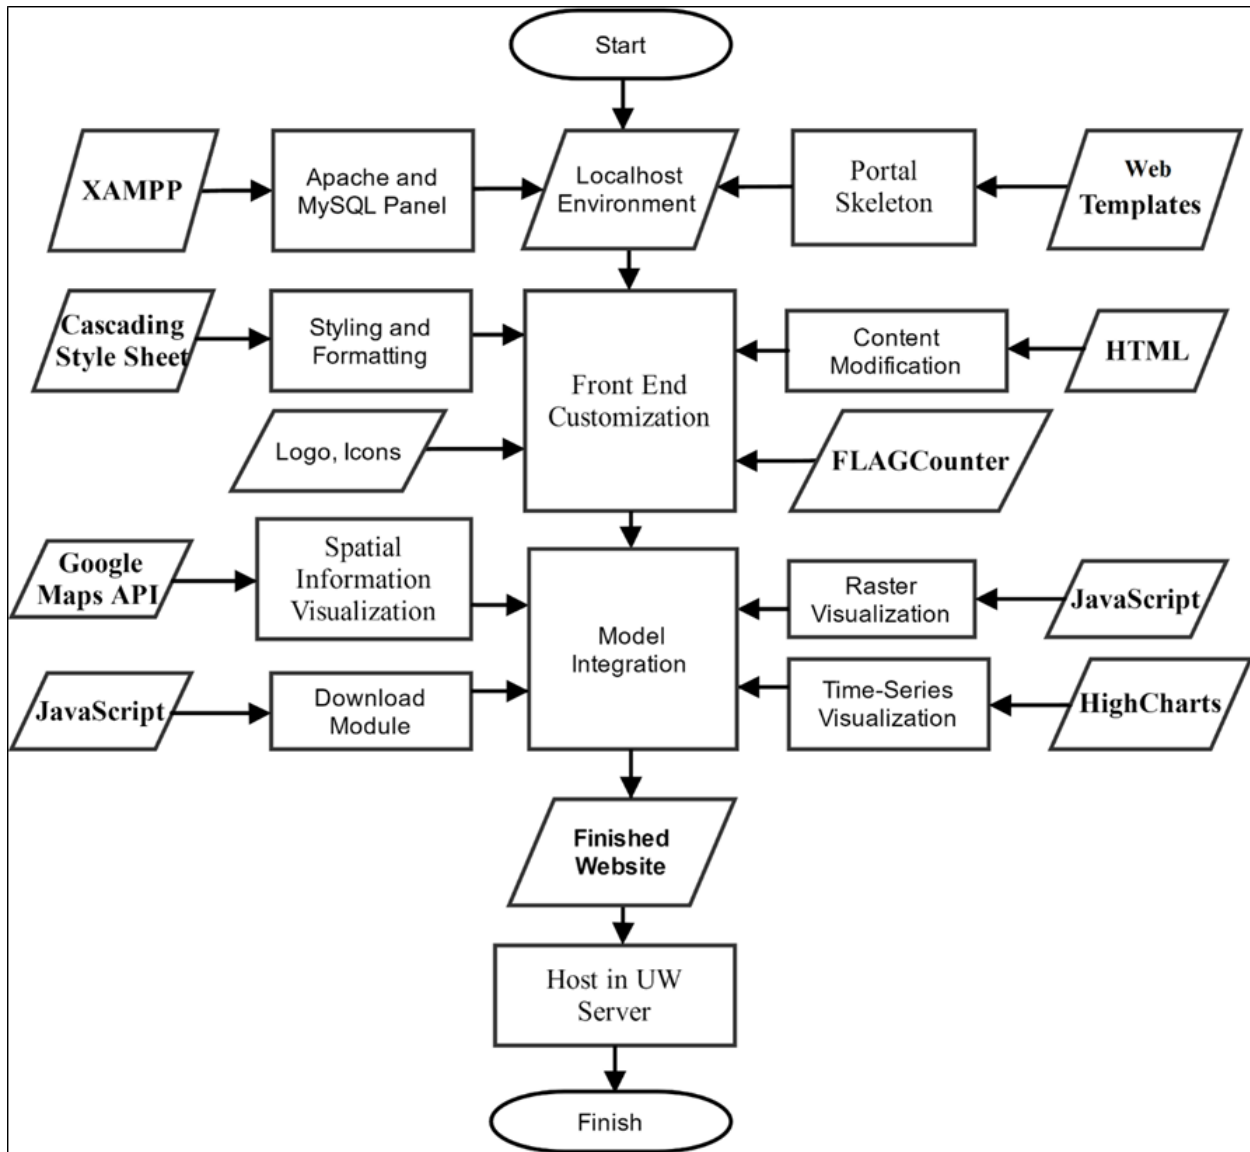 Start
XAMPP
Apache and
MySQL Panel
Localhost
Environment
Portal
Skeleton
Web
Templates
Cascading
Style Sheet
Styling and
Formatting
Front End
Customization
Content
Modification
HTML
Logo, Icons
FLAGCounter
Google
Maps API
Spatial
Information
Visualization
Model
Integration
Raster
Visualization
JavaScript
JavaScript
Download
Module
Time-Series
Visualization
HighCharts
Finished
Website
Host in UW
Server
Finish